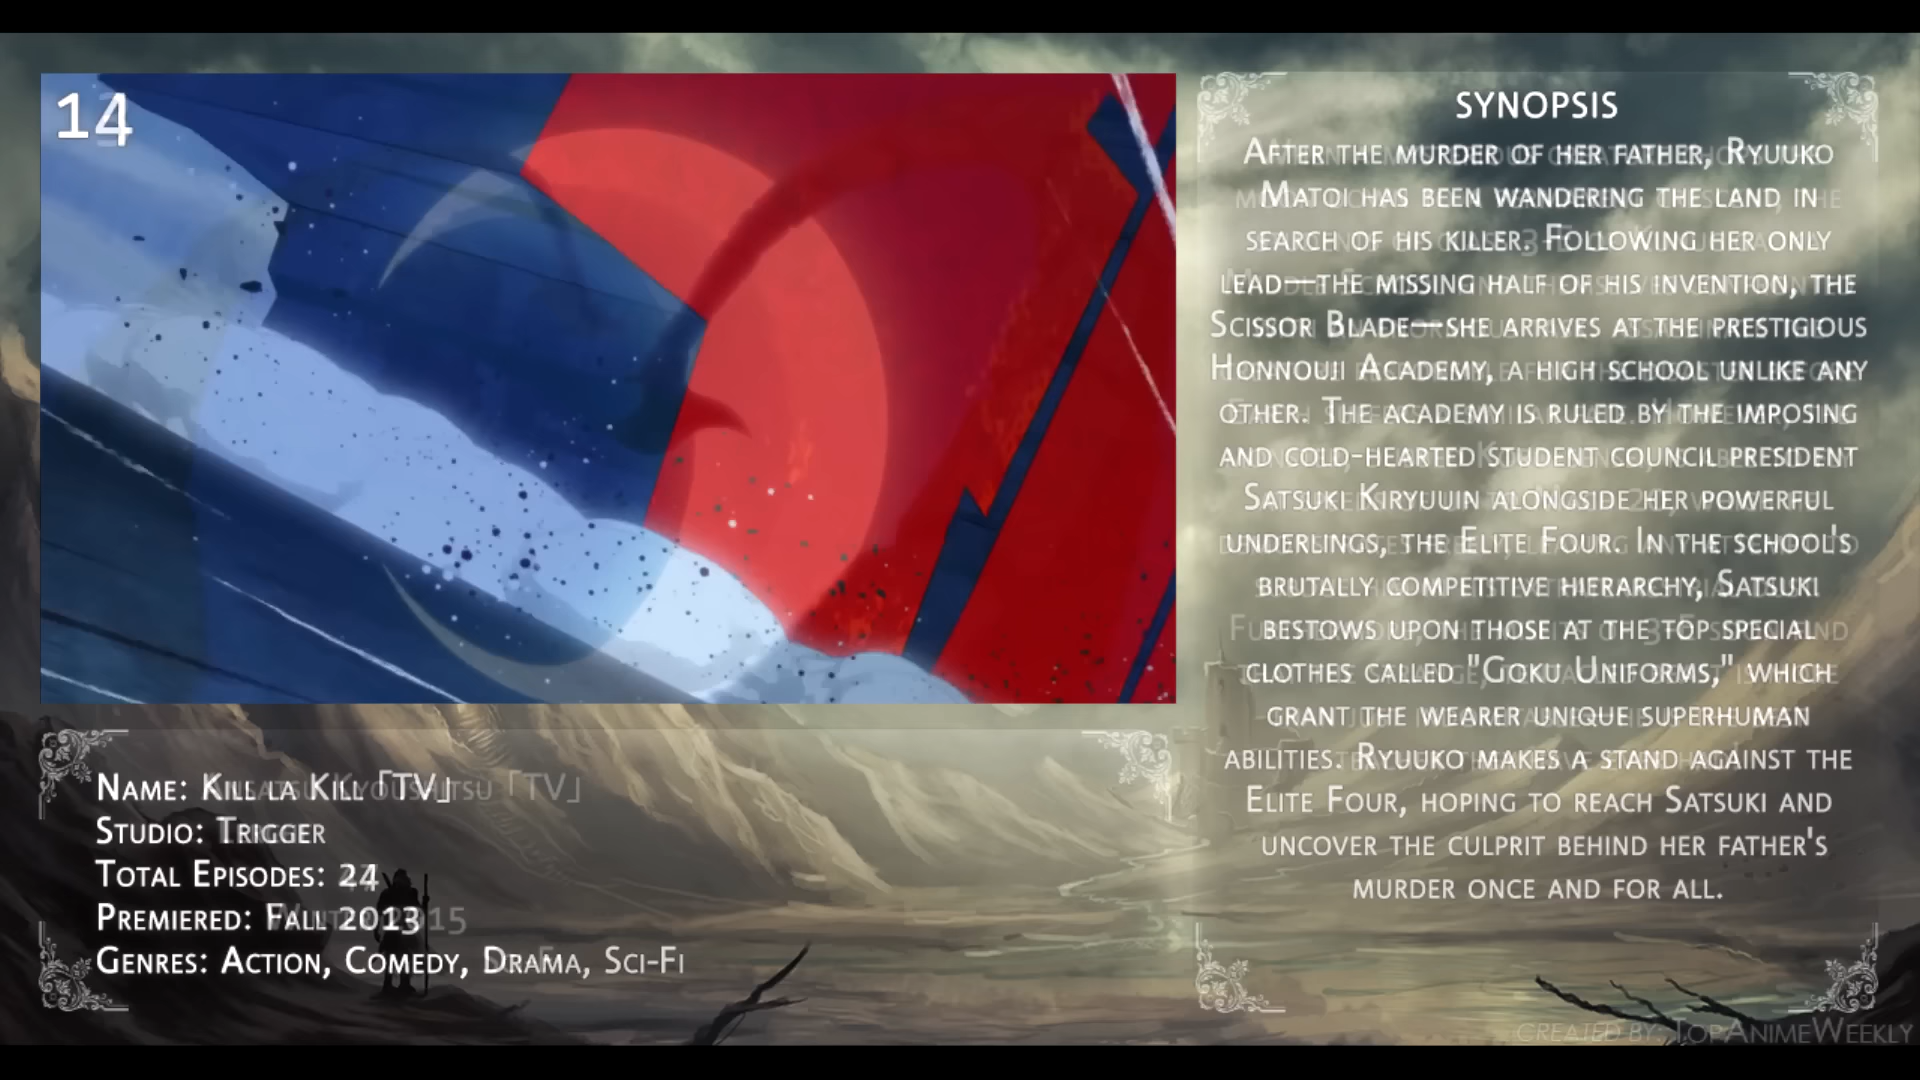 14
SYNOPSIS
After the murder of her father, Ryuuko
Matoi has been wandering the land in
search of his killer. Following her only
lead—the missing half of his invention, the
Scissor Blade—she arrives at the prestigious
Honnouji Academy, a high school unlike any
other. The academy is ruled by the imposing
and cold-hearted student council president
Satsuki Kiryuuin alongside her powerful
underlings, the Elite Four. In the school's
brutally competitive hierarchy, Satsuki
bestows upon those at the top special
clothes called "Goku Uniforms," which
grant the wearer unique superhuman
abilities. Ryuuko makes a stand against the
Elite Four, hoping to reach Satsuki and
uncover the culprit behind her father's
murder once and for all.
Name: Kill la Kill「TV」
Studio: Trigger
Total Episodes: 24
Premiered: Fall 2013
Genres: Action, Comedy, Drama, Sci-Fi
Created by: TopAnimeWeekly